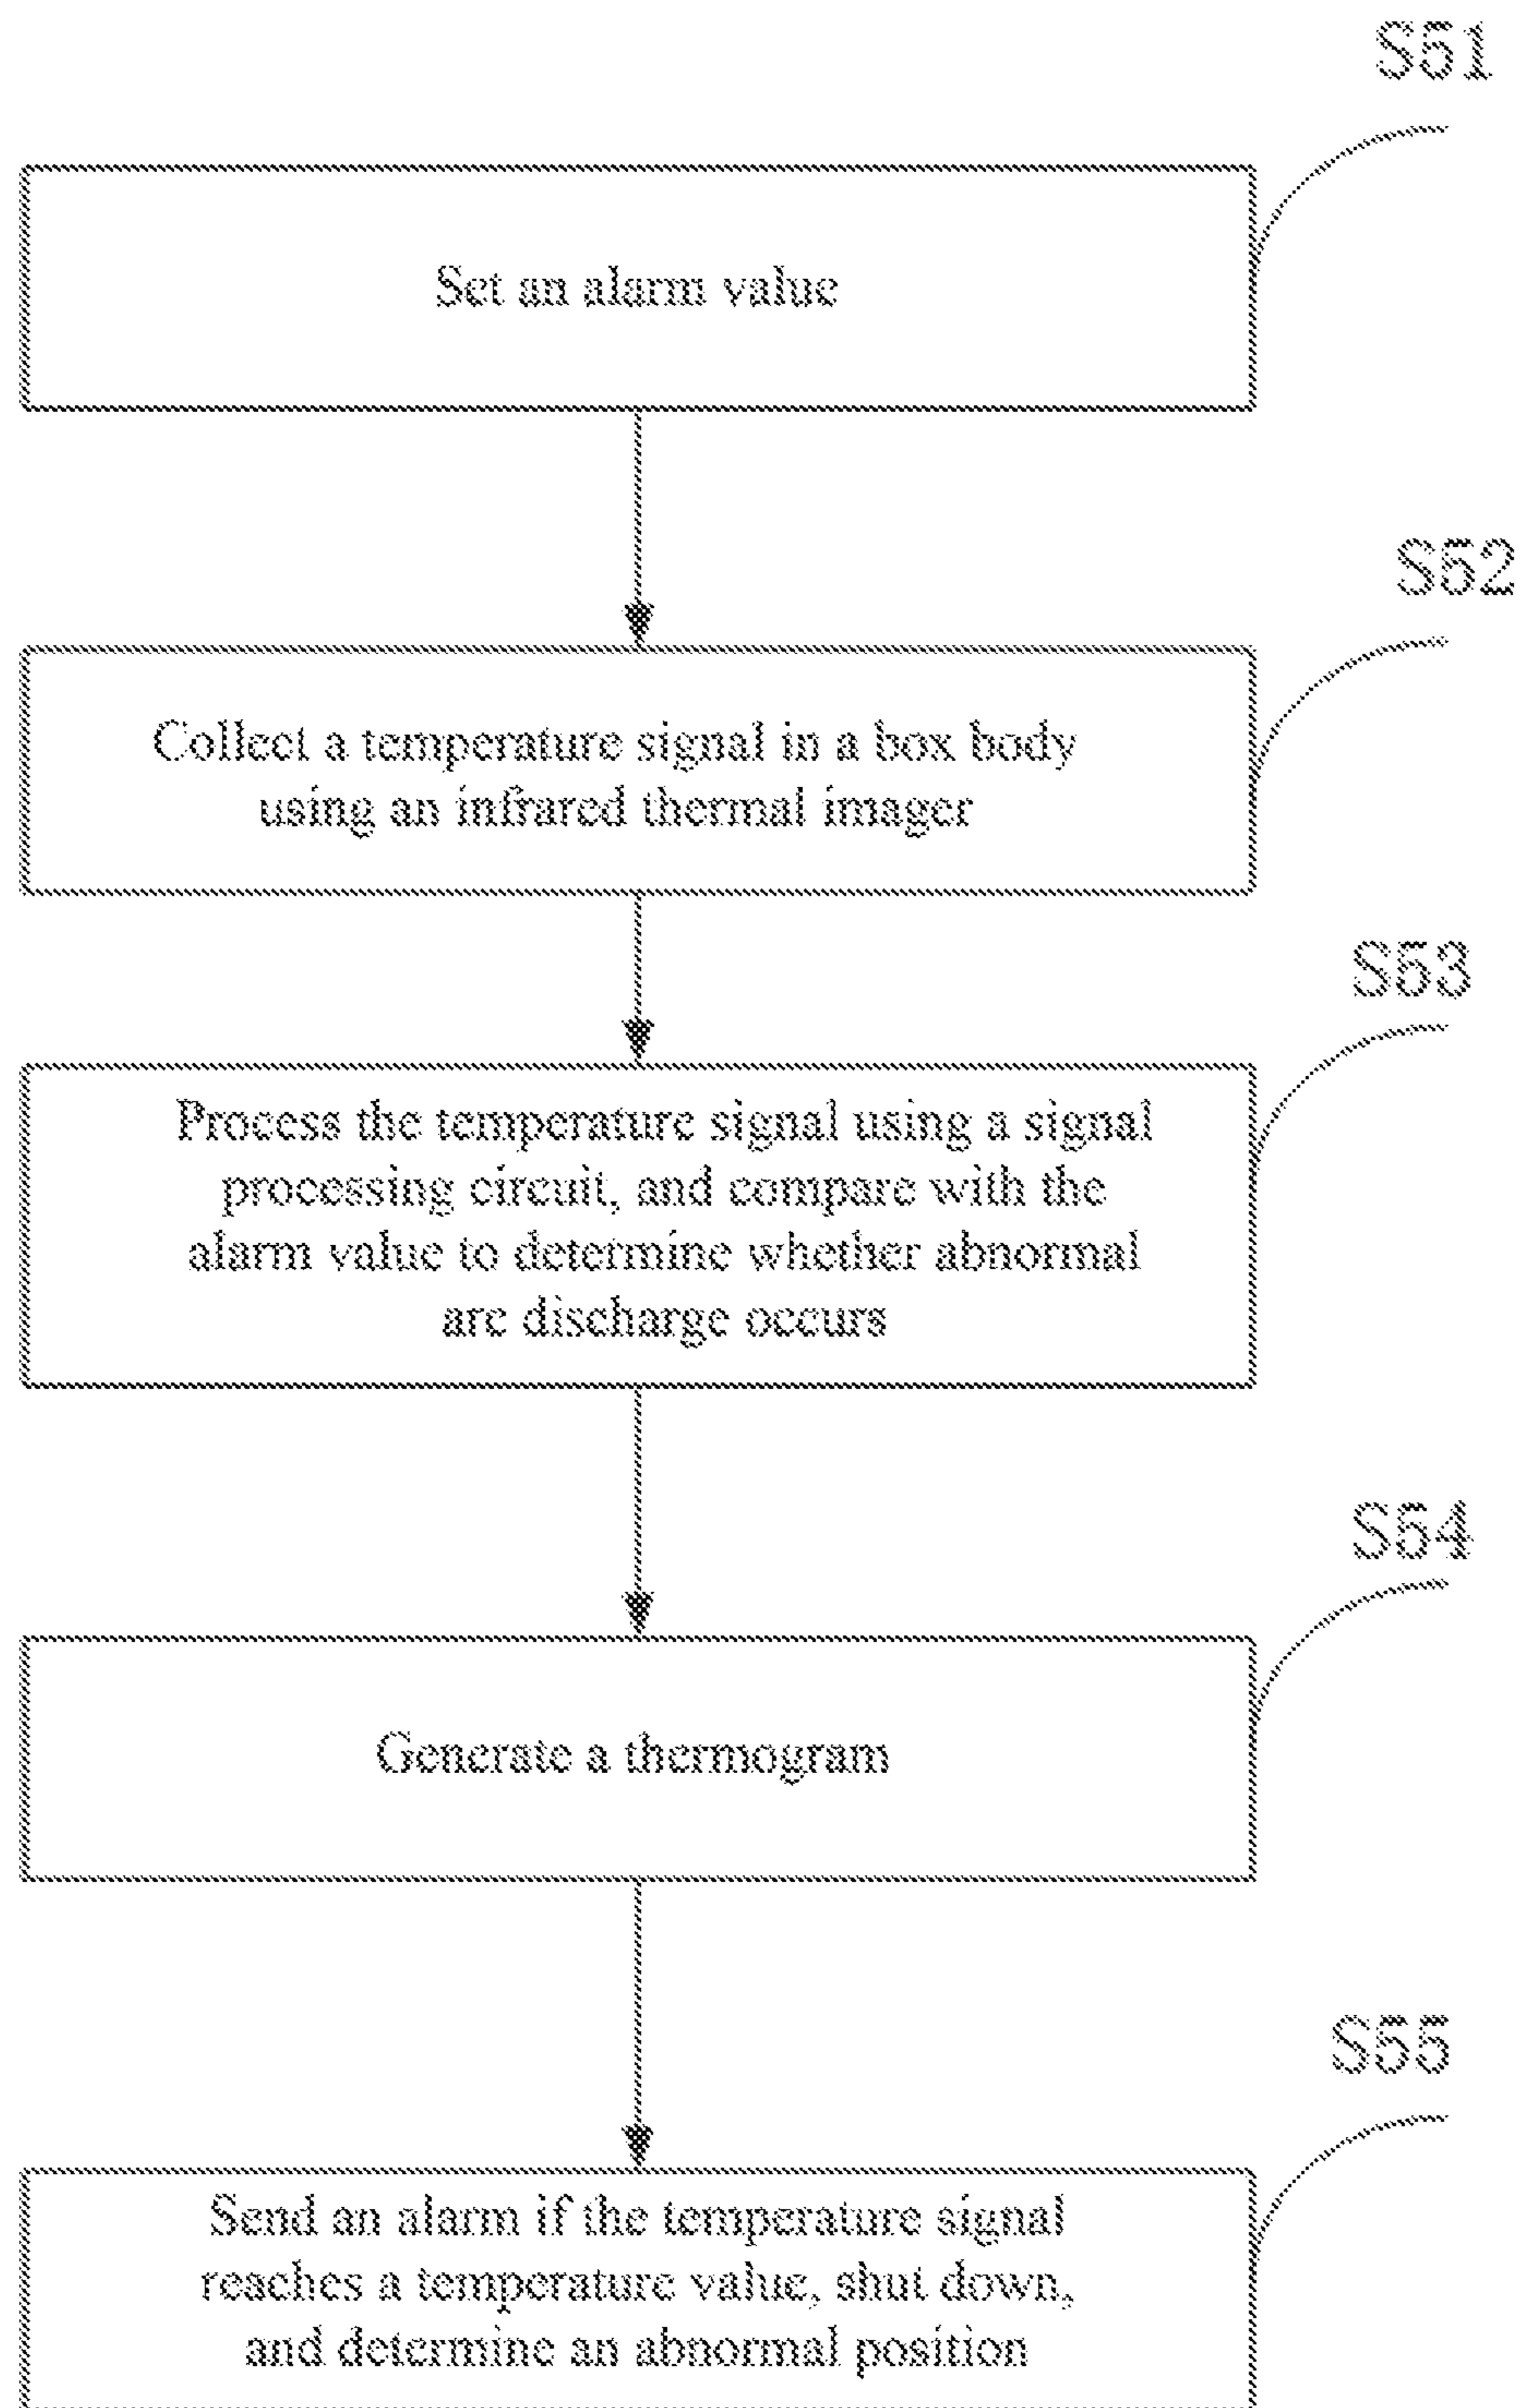 S51
Set an alarm value
S52
Collect a temperature signal in a box body
using an infrared thermal imager
S53
Process the temperature signal using a signal
processing circuit, and compare with the
alarm value to determine whether abnormal
arc discharge occurs
S54
Generate a thermogram
S55
Send an alarm if the temperature signal
reaches a temperature value, shut down,
and determine an abnormal position